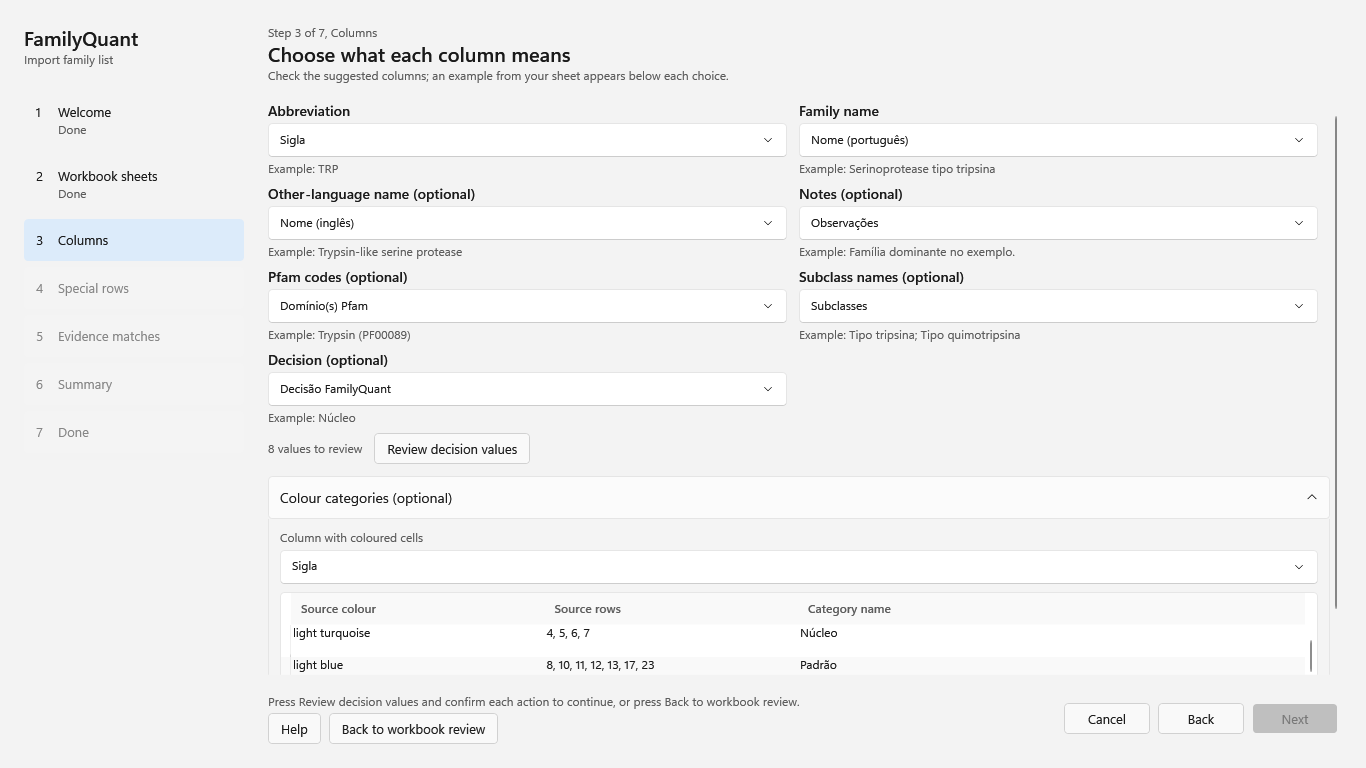 FamilyQuant
Import family list
1 Welcome
Done
2 Workbook sheets
Done
3 Columns
4 Special rows
5 Evidence matches
6 Summary
7 Done
Step 3 of 7, Columns
Choose what each column means
Check the suggested columns; an example from your sheet appears below each choice.
Abbreviation
Sigla
Example: TRP
Family name
Nome (português)
Example: Serinoprotease tipo tripsina
Other-language name (optional)
Nome (inglês)
Example: Trypsin-like serine protease
Notes (optional)
Observações
Example: Família dominante no exemplo.
Pfam codes (optional)
Domínio(s) Pfam
Example: Trypsin (PF00089)
Subclass names (optional)
Subclasses
Example: Tipo tripsina; Tipo quimotripsina
Decision (optional)
Decisão FamilyQuant
Example: Núcleo
8 values to review
Review decision values
Colour categories (optional)
Column with coloured cells
Sigla
Source colour Source rows Category name
light turquoise 4, 5, 6, 7 Núcleo
light blue 8, 10, 11, 12, 13, 17, 23 Padrão
Press Review decision values and confirm each action to continue, or press Back to workbook review.
Help Back to workbook review Cancel Back Next